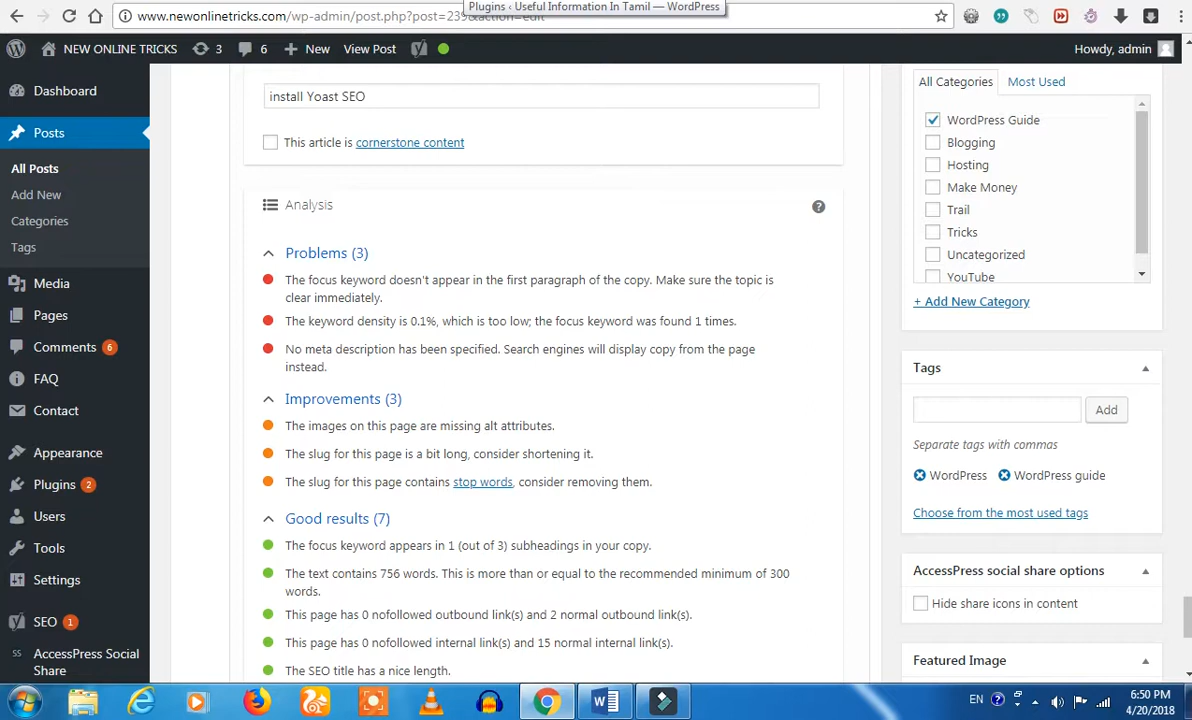 Plugins ‹ Useful Information In Tamil — WordPress
www.newonlinetricks.com/wp-admin/post.php?post=239&action=edit
NEW ONLINE TRICKS 3 6 New View Post Howdy, admin
Dashboard
Posts
All Posts
Add New
Categories
Tags
Media
Pages
Comments 6
FAQ
Contact
Appearance
Plugins 2
Users
Tools
Settings
SEO 1
AccessPress Social
Share
install Yoast SEO
This article is cornerstone content
Analysis
Problems (3)
The focus keyword doesn't appear in the first paragraph of the copy. Make sure the topic is
clear immediately.
The keyword density is 0.1%, which is too low; the focus keyword was found 1 times.
No meta description has been specified. Search engines will display copy from the page
instead.
Improvements (3)
The images on this page are missing alt attributes.
The slug for this page is a bit long, consider shortening it.
The slug for this page contains stop words, consider removing them.
Good results (7)
The focus keyword appears in 1 (out of 3) subheadings in your copy.
The text contains 756 words. This is more than or equal to the recommended minimum of 300
words.
This page has 0 nofollowed outbound link(s) and 2 normal outbound link(s).
This page has 0 nofollowed internal link(s) and 15 normal internal link(s).
The SEO title has a nice length.
All Categories Most Used
WordPress Guide
Blogging
Hosting
Make Money
Trail
Tricks
Uncategorized
YouTube
+ Add New Category
Tags
Add
Separate tags with commas
WordPress WordPress guide
Choose from the most used tags
AccessPress social share options
Hide share icons in content
Featured Image
EN
6:50 PM
4/20/2018